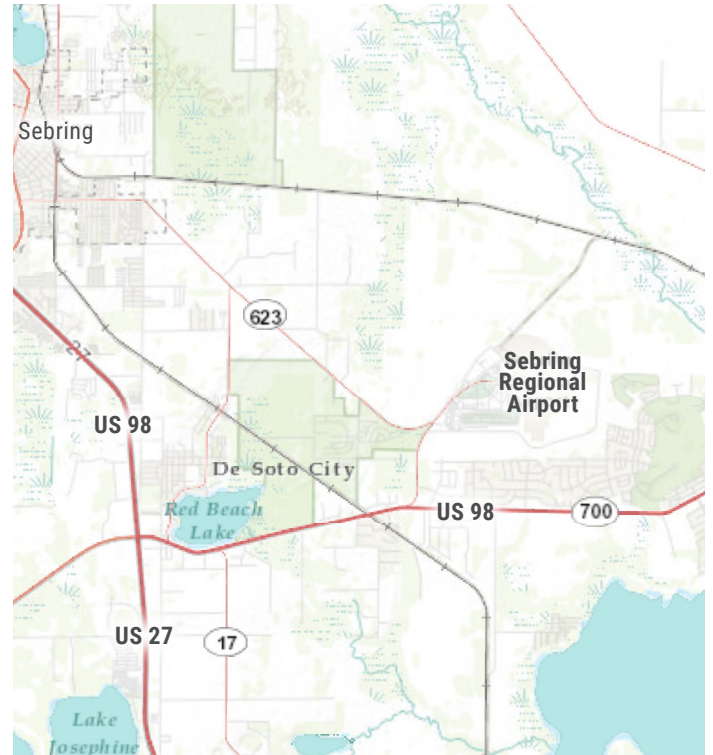 Sebring
623
27
Sebring
Regional
Airport
US 98
De Soto City
Red Beach
Lake
US 98
700
US 27
17
Lake
Josephine